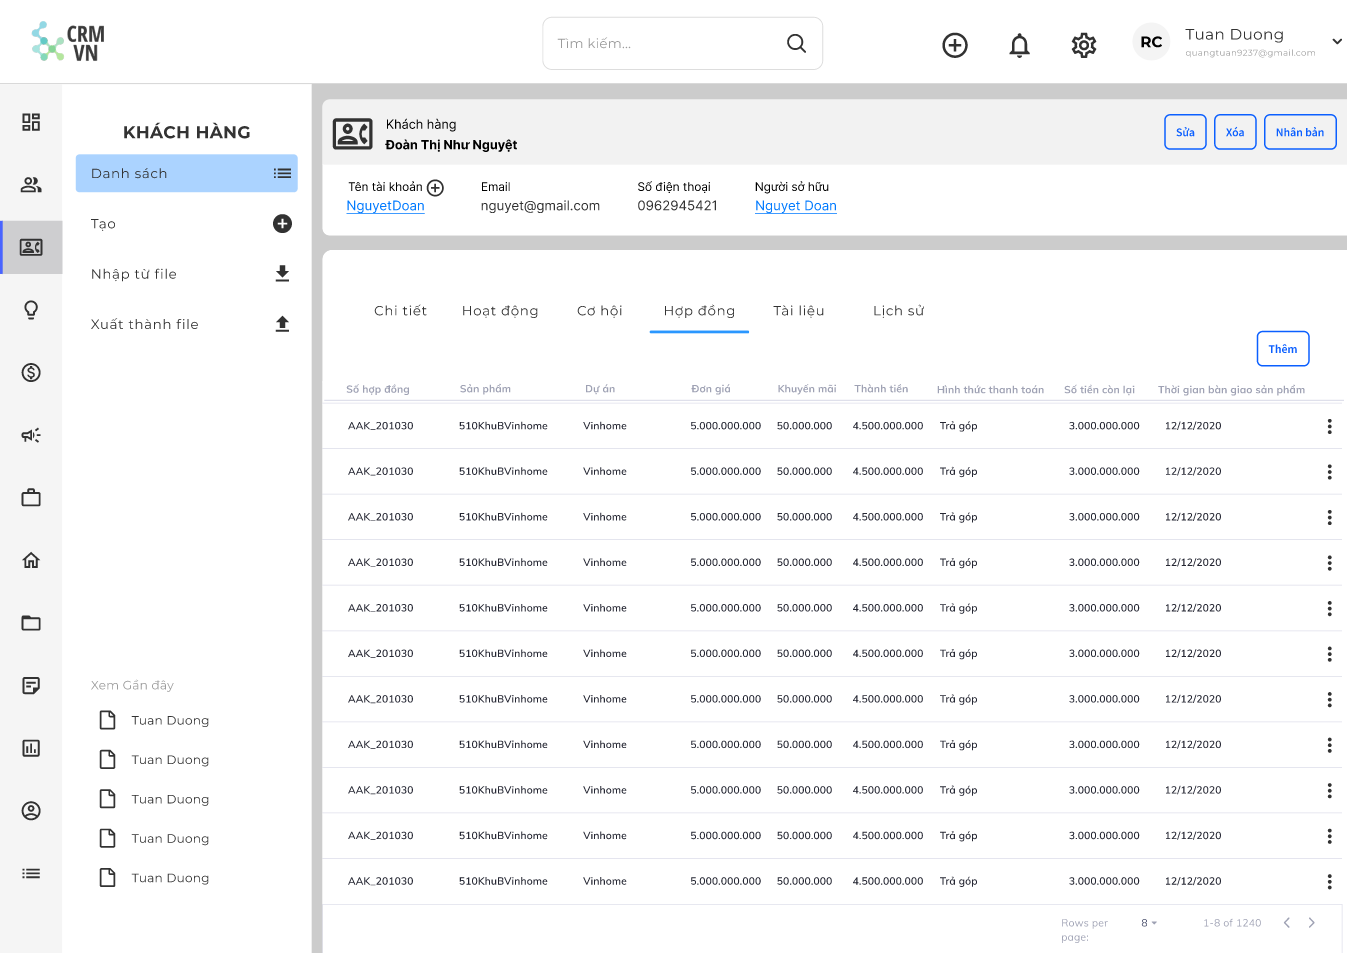 CRM
VN
Tìm kiếm...
RC
Tuan Duong
quangtuan9237@gmail.com
KHÁCH HÀNG
Danh sách
Tạo
Nhập từ file
Xuất thành file
Xem Gần đây
Tuan Duong
Tuan Duong
Tuan Duong
Tuan Duong
Tuan Duong
Khách hàng
Đoàn Thị Như Nguyệt
Sửa Xóa Nhân bản
Tên tài khoản Email Số điện thoại Người sở hữu
NguyetDoan nguyet@gmail.com 0962945421 Nguyet Doan
Chi tiết Hoạt động Cơ hội Hợp đồng Tài liệu Lịch sử
Thêm
Số hợp đồng Sản phẩm Dự án Đơn giá Khuyến mãi Thành tiền Hình thức thanh toán Số tiền còn lại Thời gian bàn giao sản phẩm
AAK_201030 510KhuBVinhome Vinhome 5.000.000.000 50.000.000 4.500.000.000 Trả góp 3.000.000.000 12/12/2020
AAK_201030 510KhuBVinhome Vinhome 5.000.000.000 50.000.000 4.500.000.000 Trả góp 3.000.000.000 12/12/2020
AAK_201030 510KhuBVinhome Vinhome 5.000.000.000 50.000.000 4.500.000.000 Trả góp 3.000.000.000 12/12/2020
AAK_201030 510KhuBVinhome Vinhome 5.000.000.000 50.000.000 4.500.000.000 Trả góp 3.000.000.000 12/12/2020
AAK_201030 510KhuBVinhome Vinhome 5.000.000.000 50.000.000 4.500.000.000 Trả góp 3.000.000.000 12/12/2020
AAK_201030 510KhuBVinhome Vinhome 5.000.000.000 50.000.000 4.500.000.000 Trả góp 3.000.000.000 12/12/2020
AAK_201030 510KhuBVinhome Vinhome 5.000.000.000 50.000.000 4.500.000.000 Trả góp 3.000.000.000 12/12/2020
AAK_201030 510KhuBVinhome Vinhome 5.000.000.000 50.000.000 4.500.000.000 Trả góp 3.000.000.000 12/12/2020
AAK_201030 510KhuBVinhome Vinhome 5.000.000.000 50.000.000 4.500.000.000 Trả góp 3.000.000.000 12/12/2020
AAK_201030 510KhuBVinhome Vinhome 5.000.000.000 50.000.000 4.500.000.000 Trả góp 3.000.000.000 12/12/2020
AAK_201030 510KhuBVinhome Vinhome 5.000.000.000 50.000.000 4.500.000.000 Trả góp 3.000.000.000 12/12/2020
Rows per 8 1-8 of 1240
page: